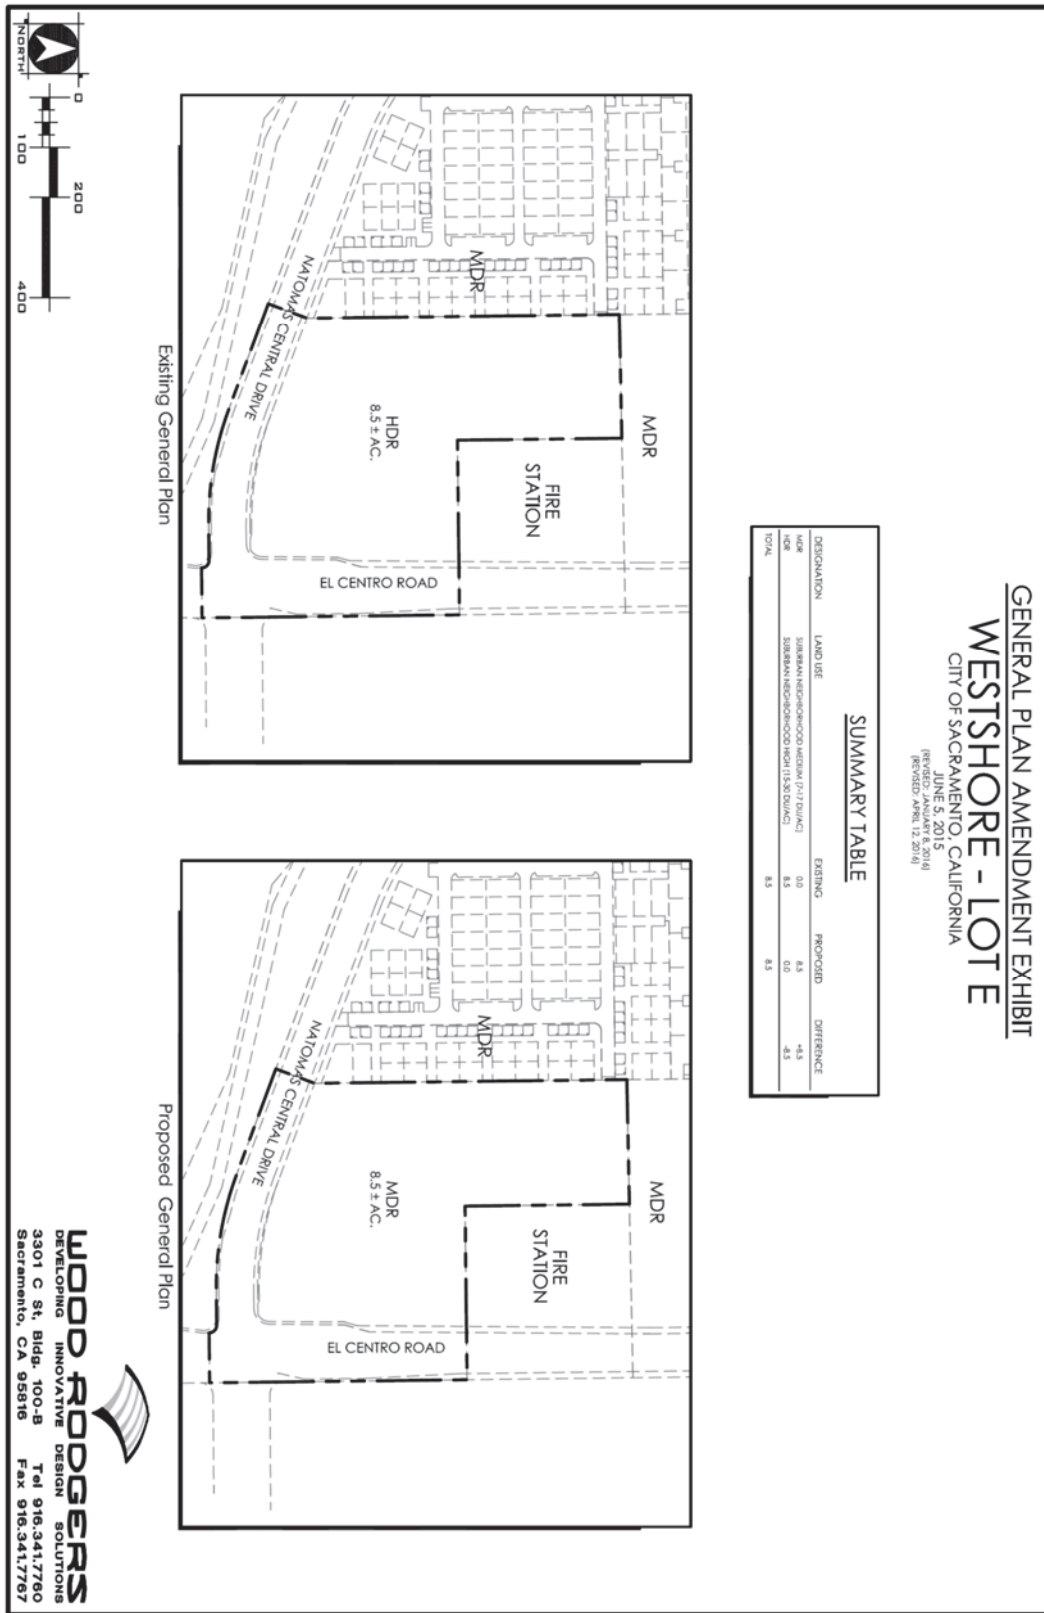 GENERAL PLAN AMENDMENT EXHIBIT
WESTSHORE - LOT E
CITY OF SACRAMENTO, CALIFORNIA
JUNE 5, 2015
(REVISED: JANUARY 8, 2016)
(REVISED: APRIL 12, 2016)
SUMMARY TABLE
DESIGNATION LAND USE EXISTING PROPOSED DIFFERENCE
MDR SUBURBAN NEIGHBORHOOD MEDIUM (7-17 DU/AC) 0.0 8.5 +8.5
HDR SUBURBAN NEIGHBORHOOD HIGH (15-30 DU/AC) 8.5 0.0 -8.5
TOTAL 8.5 8.5
MDR
MDR
FIRE
STATION
HDR
8.5 ± AC.
EL CENTRO ROAD
NATOMAS CENTRAL DRIVE
Existing General Plan
MDR
MDR
FIRE
STATION
MDR
8.5 ± AC.
EL CENTRO ROAD
NATOMAS CENTRAL DRIVE
Proposed General Plan
NORTH
0 100 200 400
WOOD RODGERS
DEVELOPING INNOVATIVE DESIGN SOLUTIONS
3301 C St, Bldg. 100-B Tel 916.341.7760
Sacramento, CA 95816 Fax 916.341.7767